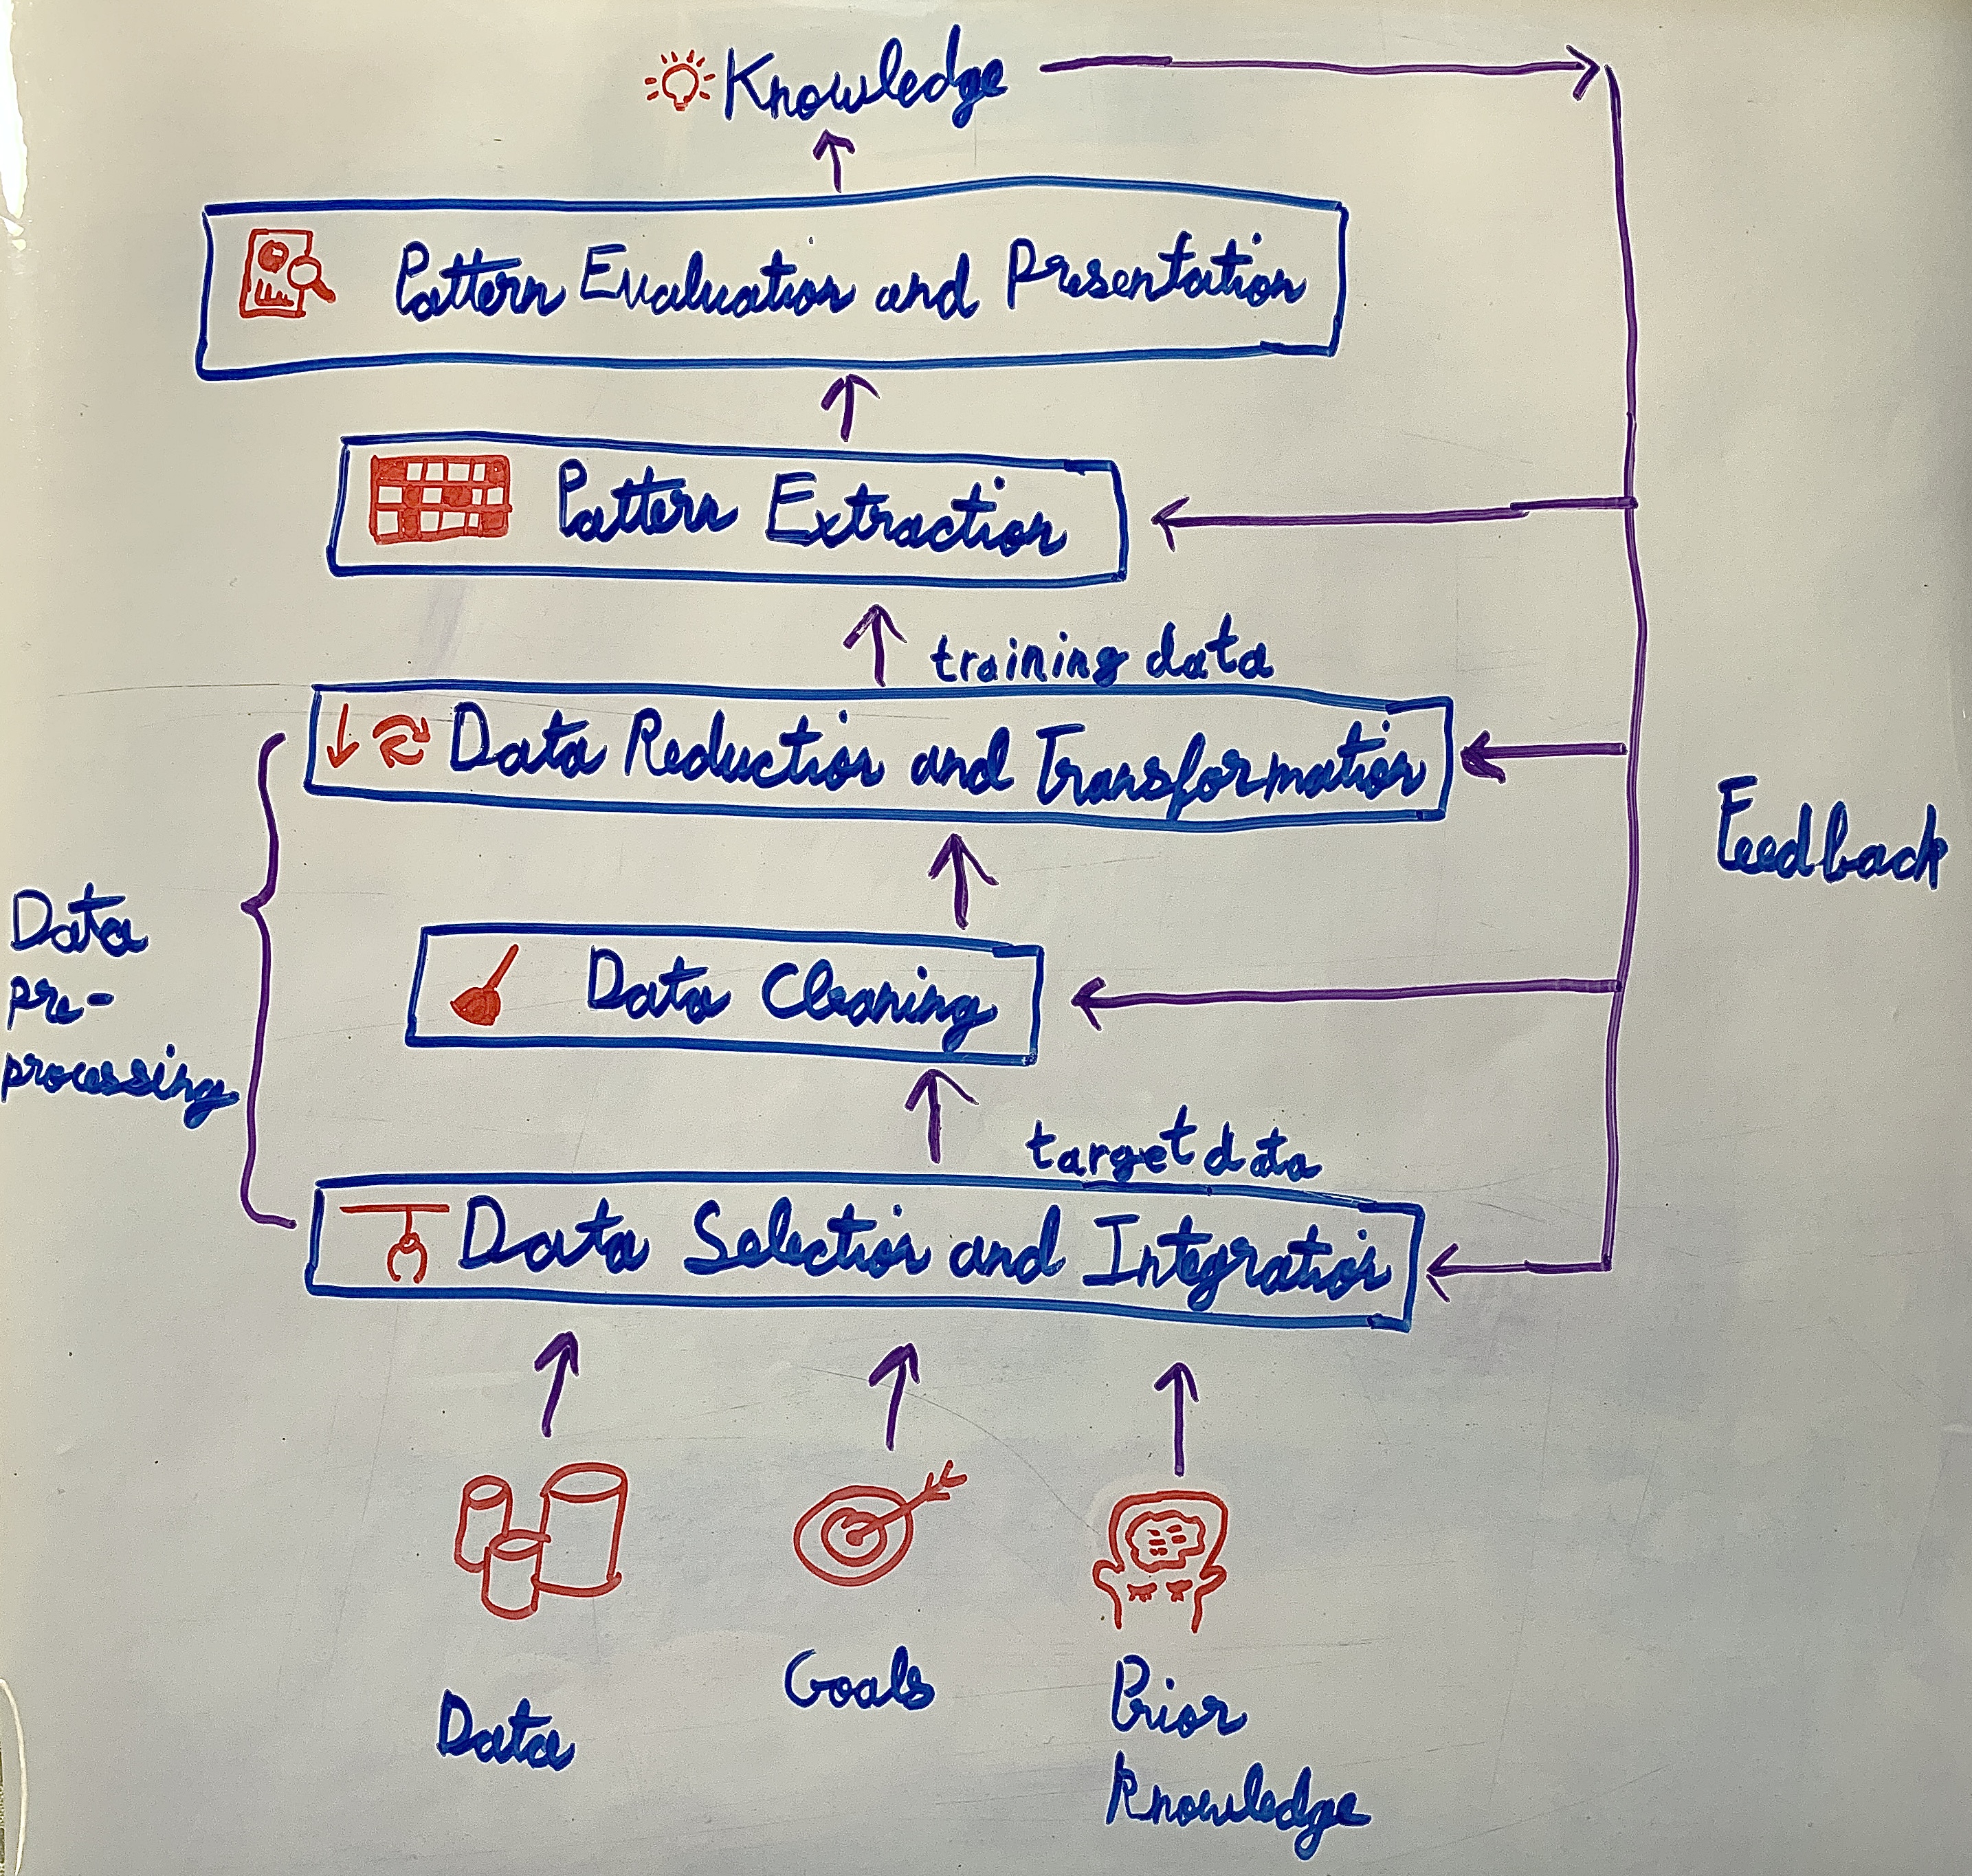 Knowledge
Pattern Evaluation and Presentation
Pattern Extraction
training data
Data Reduction and Transformation
Feedback
Data
pre-
processing
Data Cleaning
target data
Data Selection and Integration
Data
Goals
Prior
knowledge